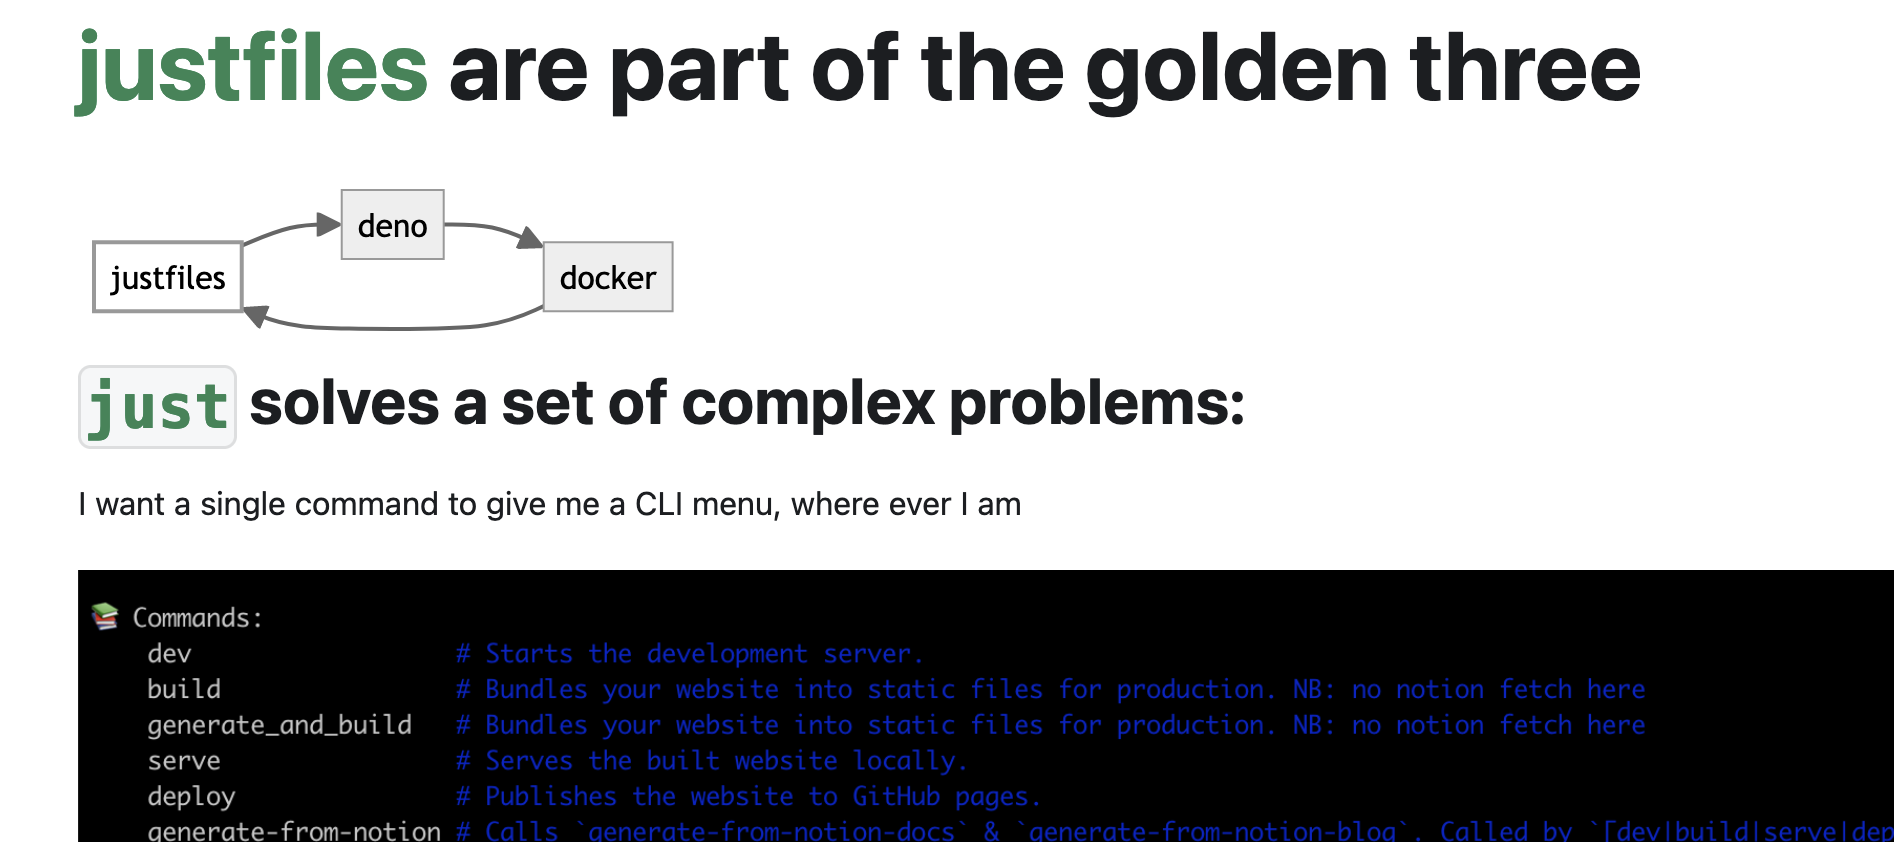 justfiles are part of the golden three
deno
justfiles
docker
just solves a set of complex problems:
I want a single command to give me a CLI menu, where ever I am
📚 Commands:
dev # Starts the development server.
build # Bundles your website into static files for production. NB: no notion fetch here
generate_and_build # Bundles your website into static files for production. NB: no notion fetch here
serve # Serves the built website locally.
deploy # Publishes the website to GitHub pages.
generate-from-notion # Calls `generate-from-notion-docs` & `generate-from-notion-blog`. Called by `[dev|build|serve|dep